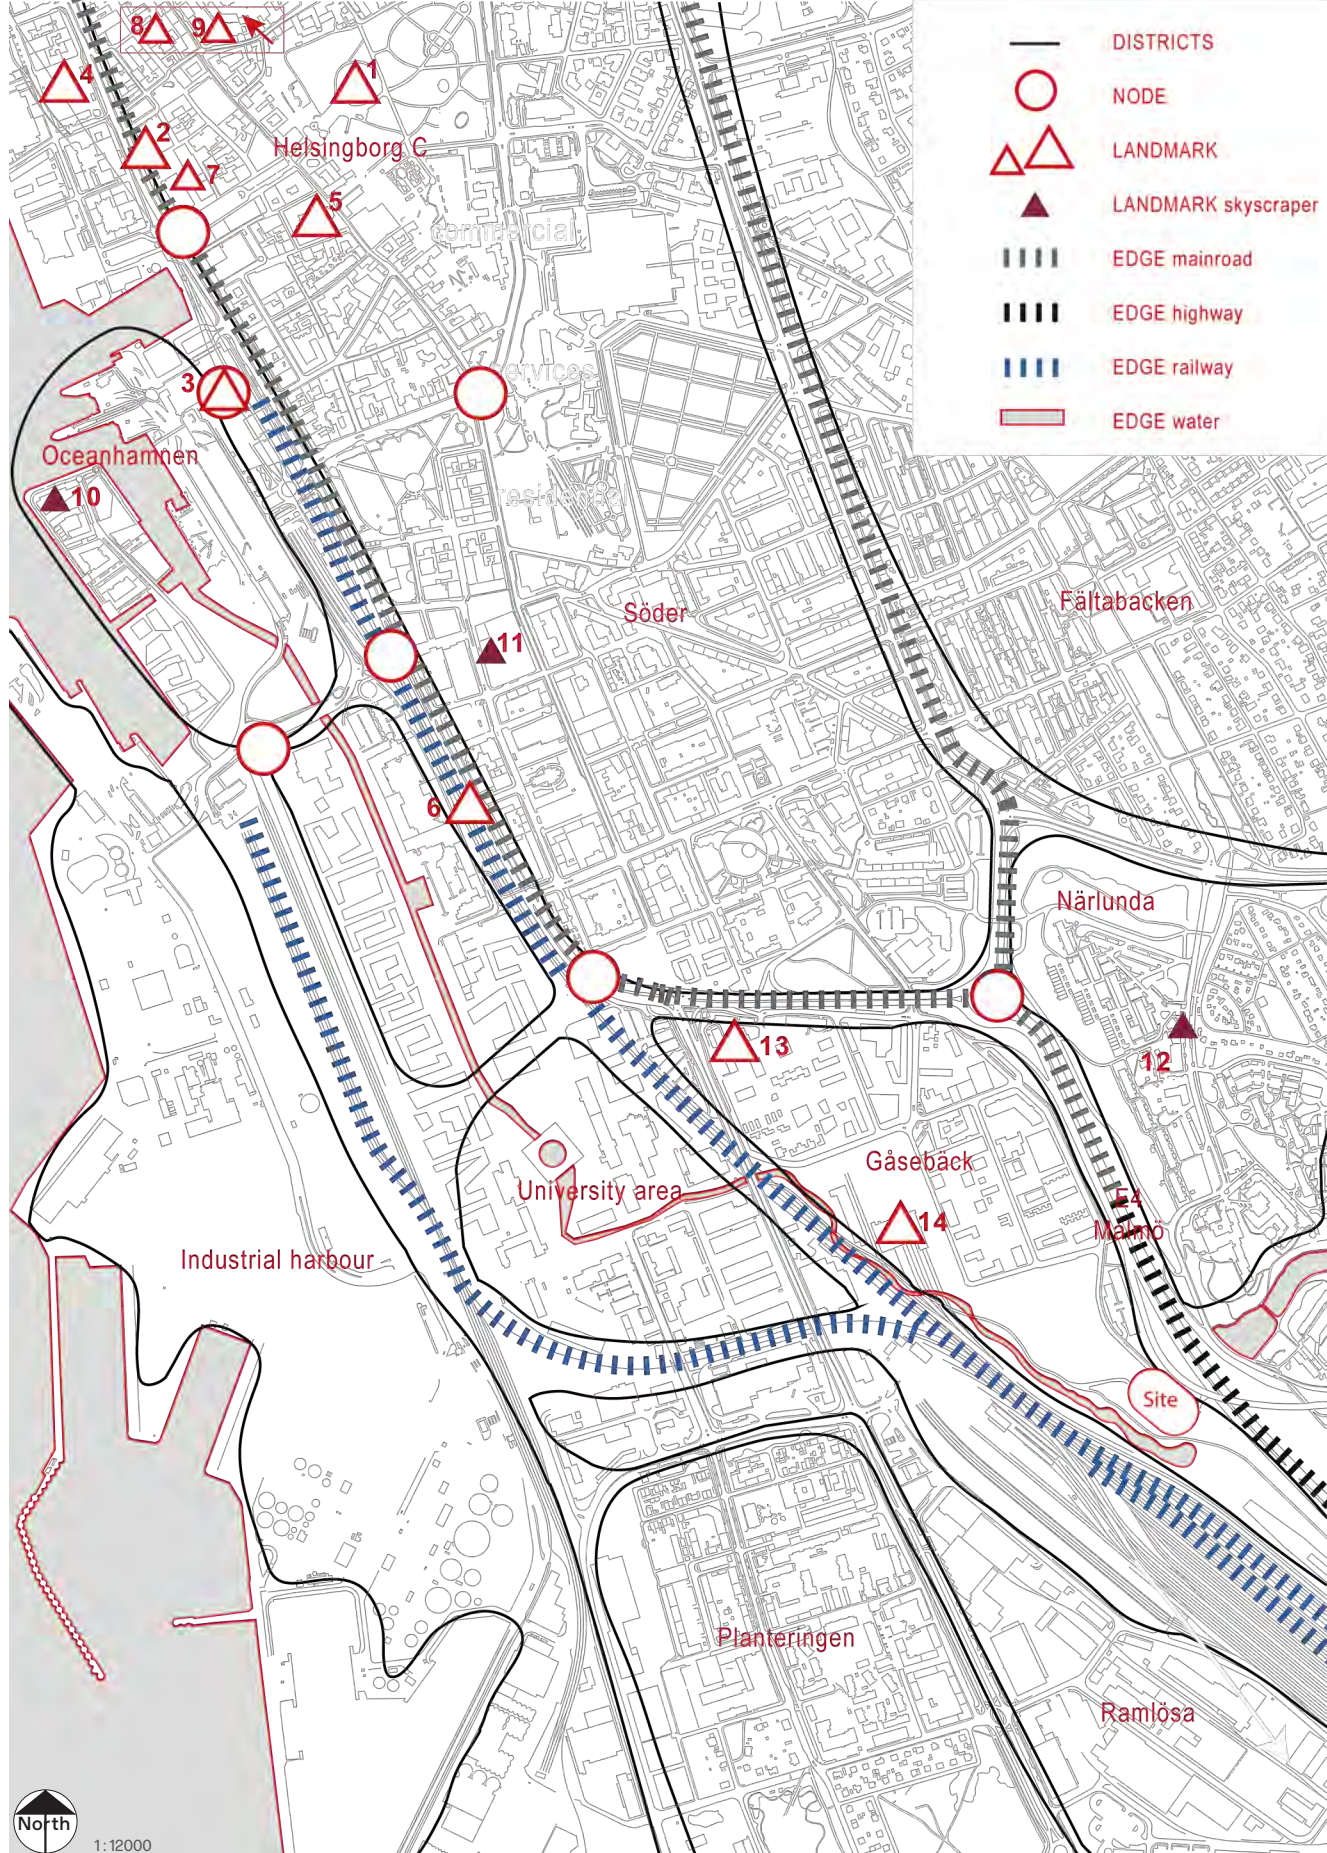 8
9
4
1
2
Helsingborg C
7
5
commercial
3
services
Oceanhamnen
10
residence
11
Söder
Fältabacken
6
Närlunda
13
12
Gåsebäck
University area
E4
Malmö
14
Industrial harbour
Site
Planteringen
Ramlösa
North
1:12000
DISTRICTS
NODE
LANDMARK
LANDMARK skyscraper
EDGE mainroad
EDGE highway
EDGE railway
EDGE water